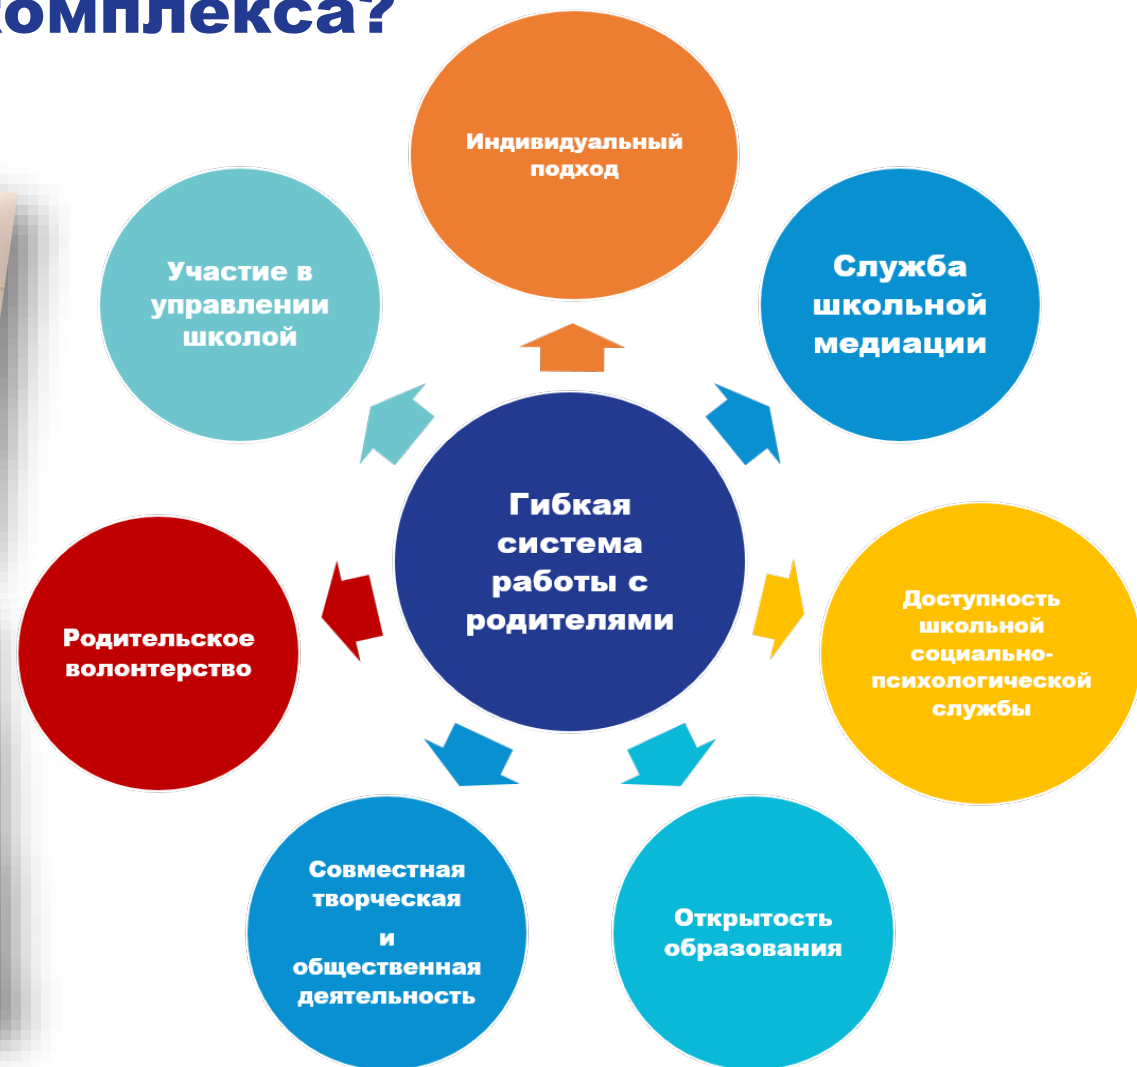 комплекса?
Индивидуальный
подход
Служба
школьной
медиации
Доступность
школьной
социально-
психологической
службы
Открытость
образования
Совместная
творческая
и
общественная
деятельность
Родительское
волонтерство
Участие в
управлении
школой
Гибкая
система
работы с
родителями